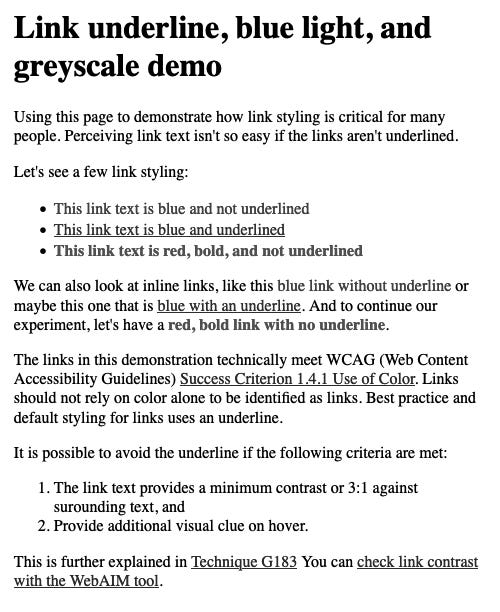 Link underline, blue light, and
greyscale demo
Using this page to demonstrate how link styling is critical for many
people. Perceiving link text isn't so easy if the links aren't underlined.
Let's see a few link styling:
• This link text is blue and not underlined
• This link text is blue and underlined
• This link text is red, bold, and not underlined
We can also look at inline links, like this blue link without underline or
maybe this one that is blue with an underline. And to continue our
experiment, let's have a red, bold link with no underline.
The links in this demonstration technically meet WCAG (Web Content
Accessibility Guidelines) Success Criterion 1.4.1 Use of Color. Links
should not rely on color alone to be identified as links. Best practice and
default styling for links uses an underline.
It is possible to avoid the underline if the following criteria are met:
1. The link text provides a minimum contrast or 3:1 against
surounding text, and
2. Provide additional visual clue on hover.
This is further explained in Technique G183 You can check link contrast
with the WebAIM tool.